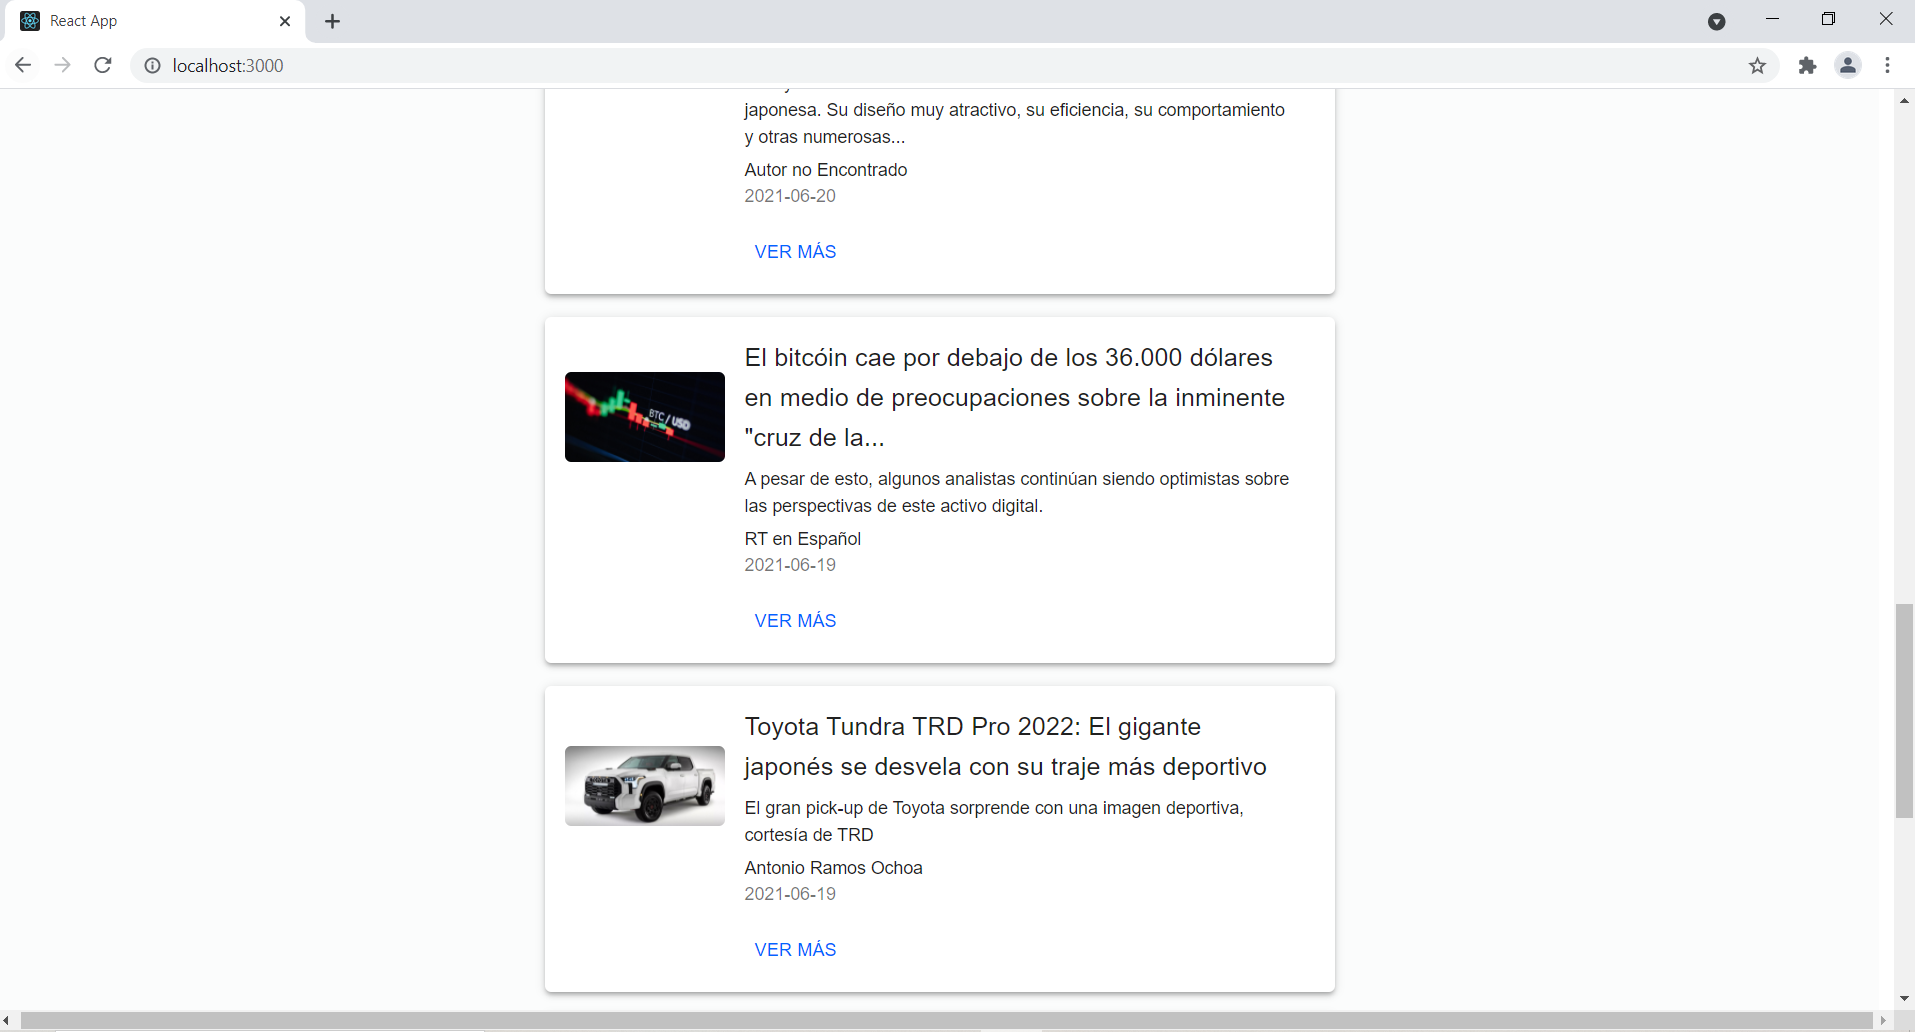 React App
localhost:3000
japonesa. Su diseño muy atractivo, su eficiencia, su comportamiento
y otras numerosas...
Autor no Encontrado
2021-06-20
VER MÁS
El bitcóin cae por debajo de los 36.000 dólares
en medio de preocupaciones sobre la inminente
"cruz de la...
BTC / USD
A pesar de esto, algunos analistas continúan siendo optimistas sobre
las perspectivas de este activo digital.
RT en Español
2021-06-19
VER MÁS
Toyota Tundra TRD Pro 2022: El gigante
japonés se desvela con su traje más deportivo
El gran pick-up de Toyota sorprende con una imagen deportiva,
cortesía de TRD
Antonio Ramos Ochoa
2021-06-19
VER MÁS